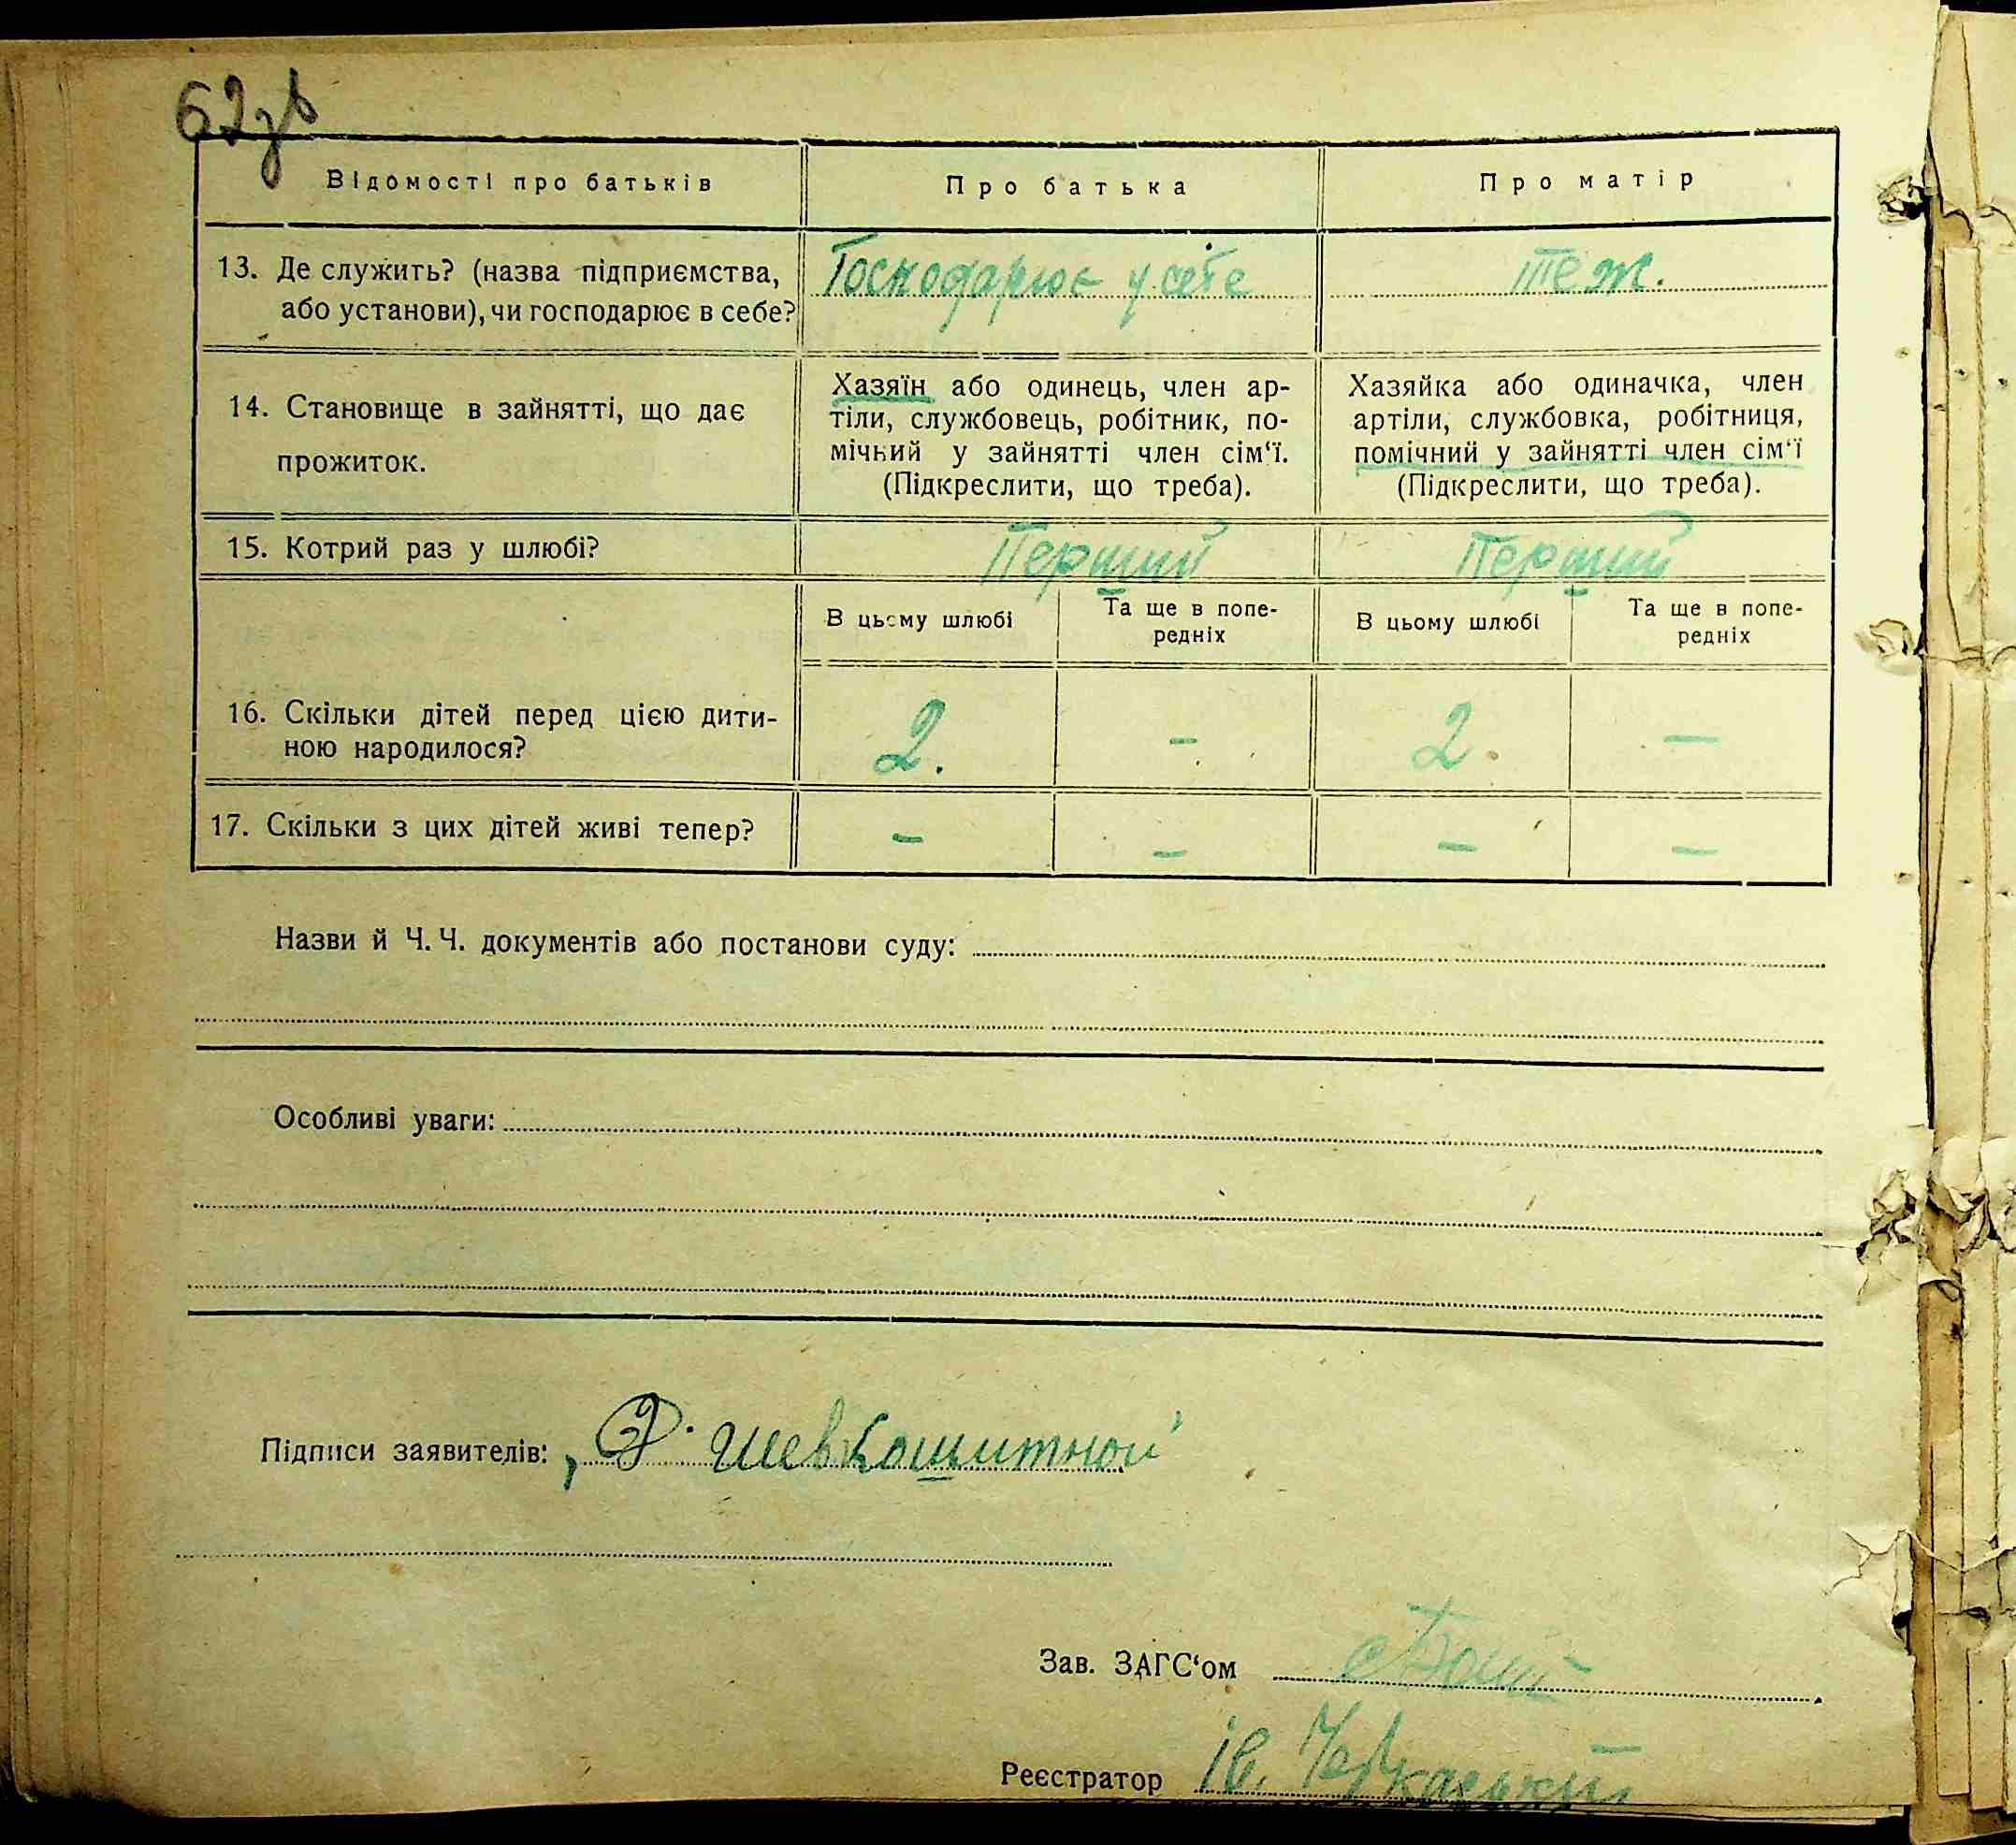 62зв
Відомості про батьків
Про батька
Про матір
13. Де служить? (назва підприємства,
або установи), чи господарює в себе?
Господарює у себе
теж.
14. Становище в зайнятті, що дає
прожиток.
Хазяїн або одинець, член ар-
тіли, службовець, робітник, по-
мічний у зайнятті член сім‘ї.
(Підкреслити, що треба).
Хазяйка або одиначка, член
артіли, службовка, робітниця,
помічний у зайнятті член сім‘ї
(Підкреслити, що треба).
15. Котрий раз у шлюбі?
Перший
Перший
В цьому шлюбі
Та ще в попе-
редніх
В цьому шлюбі
Та ще в попе-
редніх
16. Скільки дітей перед цією дити-
ною народилося?
2.
-
2.
-
17. Скільки з цих дітей живі тепер?
-
-
-
-
Назви й Ч. Ч. документів або постанови суду:
Особливі уваги:
Підписи заявителів:
Зав. ЗАГС‘ом
Реєстратор Ів. Черкаський